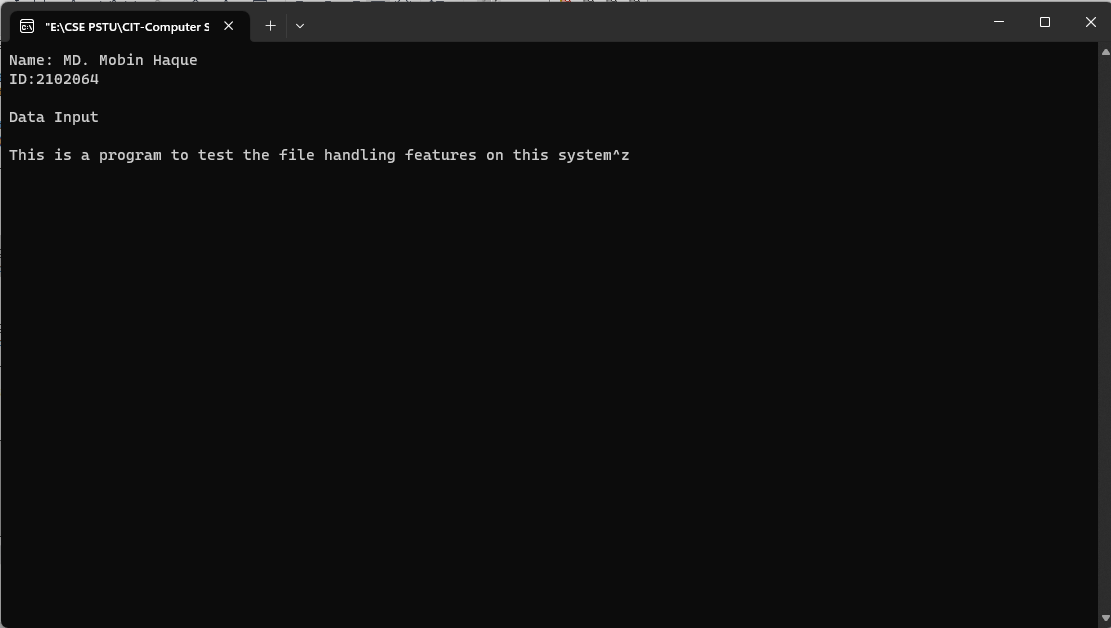 "E:\CSE PSTU\CIT-Computer S
Name: MD. Mobin Haque
ID:2102064
Data Input
This is a program to test the file handling features on this system^z